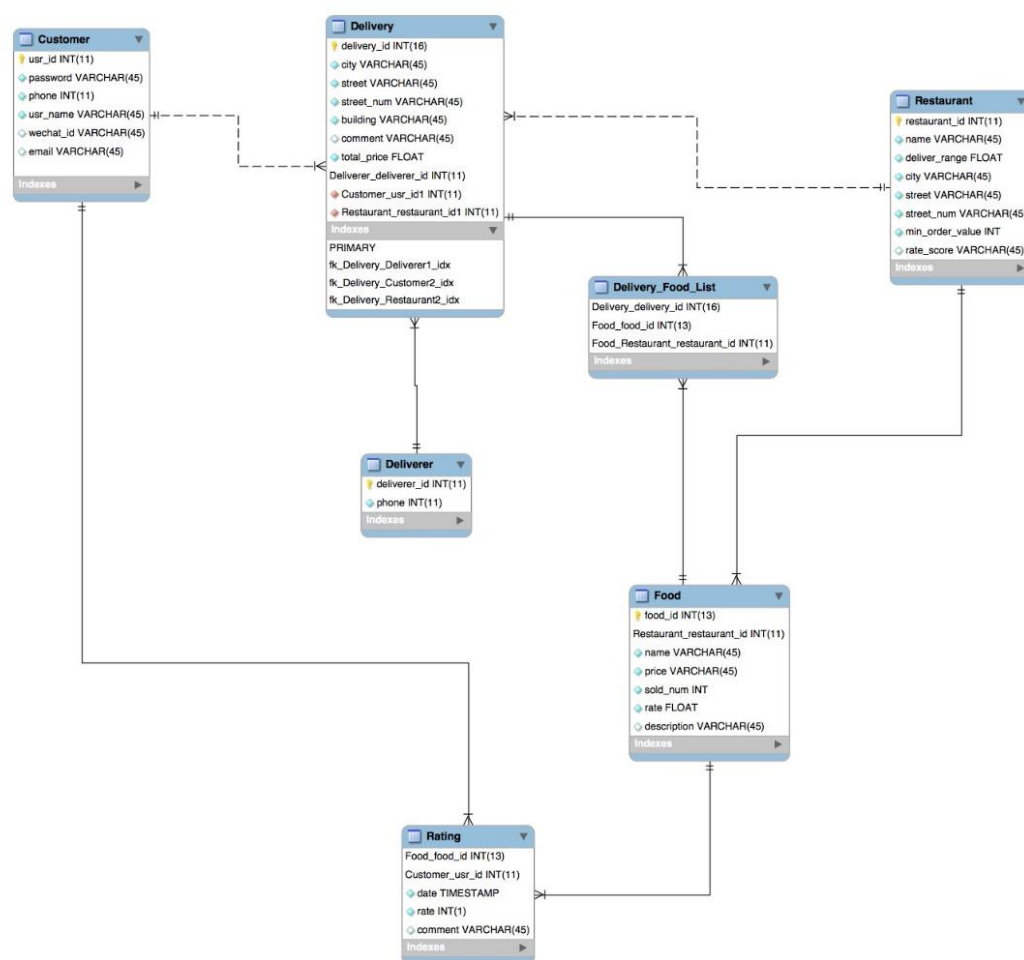 Customer
usr_id INT(11)
password VARCHAR(45)
phone INT(11)
usr_name VARCHAR(45)
wechat_id VARCHAR(45)
email VARCHAR(45)
Indexes
Delivery
delivery_id INT(16)
city VARCHAR(45)
street VARCHAR(45)
street_num VARCHAR(45)
building VARCHAR(45)
comment VARCHAR(45)
total_price FLOAT
Deliverer_deliverer_id INT(11)
Customer_usr_id1 INT(11)
Restaurant_restaurant_id1 INT(11)
Indexes
PRIMARY
fk_Delivery_Deliverer1_idx
fk_Delivery_Customer2_idx
fk_Delivery_Restaurant2_idx
Restaurant
restaurant_id INT(11)
name VARCHAR(45)
deliver_range FLOAT
city VARCHAR(45)
street VARCHAR(45)
street_num VARCHAR(45
min_order_value INT
rate_score VARCHAR(45)
Indexes
Delivery_Food_List
Delivery_delivery_id INT(16)
Food_food_id INT(13)
Food_Restaurant_restaurant_id INT(11)
Indexes
Deliverer
deliverer_id INT(11)
phone INT(11)
Indexes
Food
food_id INT(13)
Restaurant_restaurant_id INT(11)
name VARCHAR(45)
price VARCHAR(45)
sold_num INT
rate FLOAT
description VARCHAR(45)
Indexes
Rating
Food_food_id INT(13)
Customer_usr_id INT(11)
date TIMESTAMP
rate INT(1)
comment VARCHAR(45)
Indexes